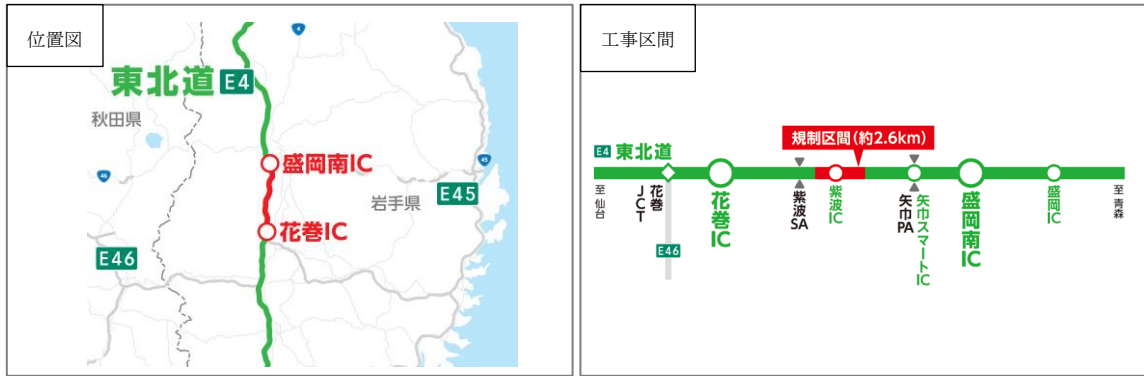 位置図
4
東北道 E4
秋田県
盛岡南IC
45
46
岩手県
E45
花巻IC
E46
工事区間
規制区間(約2.6km)
E4 東北道
至仙台
花巻JCT
E46
花巻IC
紫波SA
紫波IC
矢巾PA
矢巾スマートIC
盛岡南IC
盛岡IC
至青森